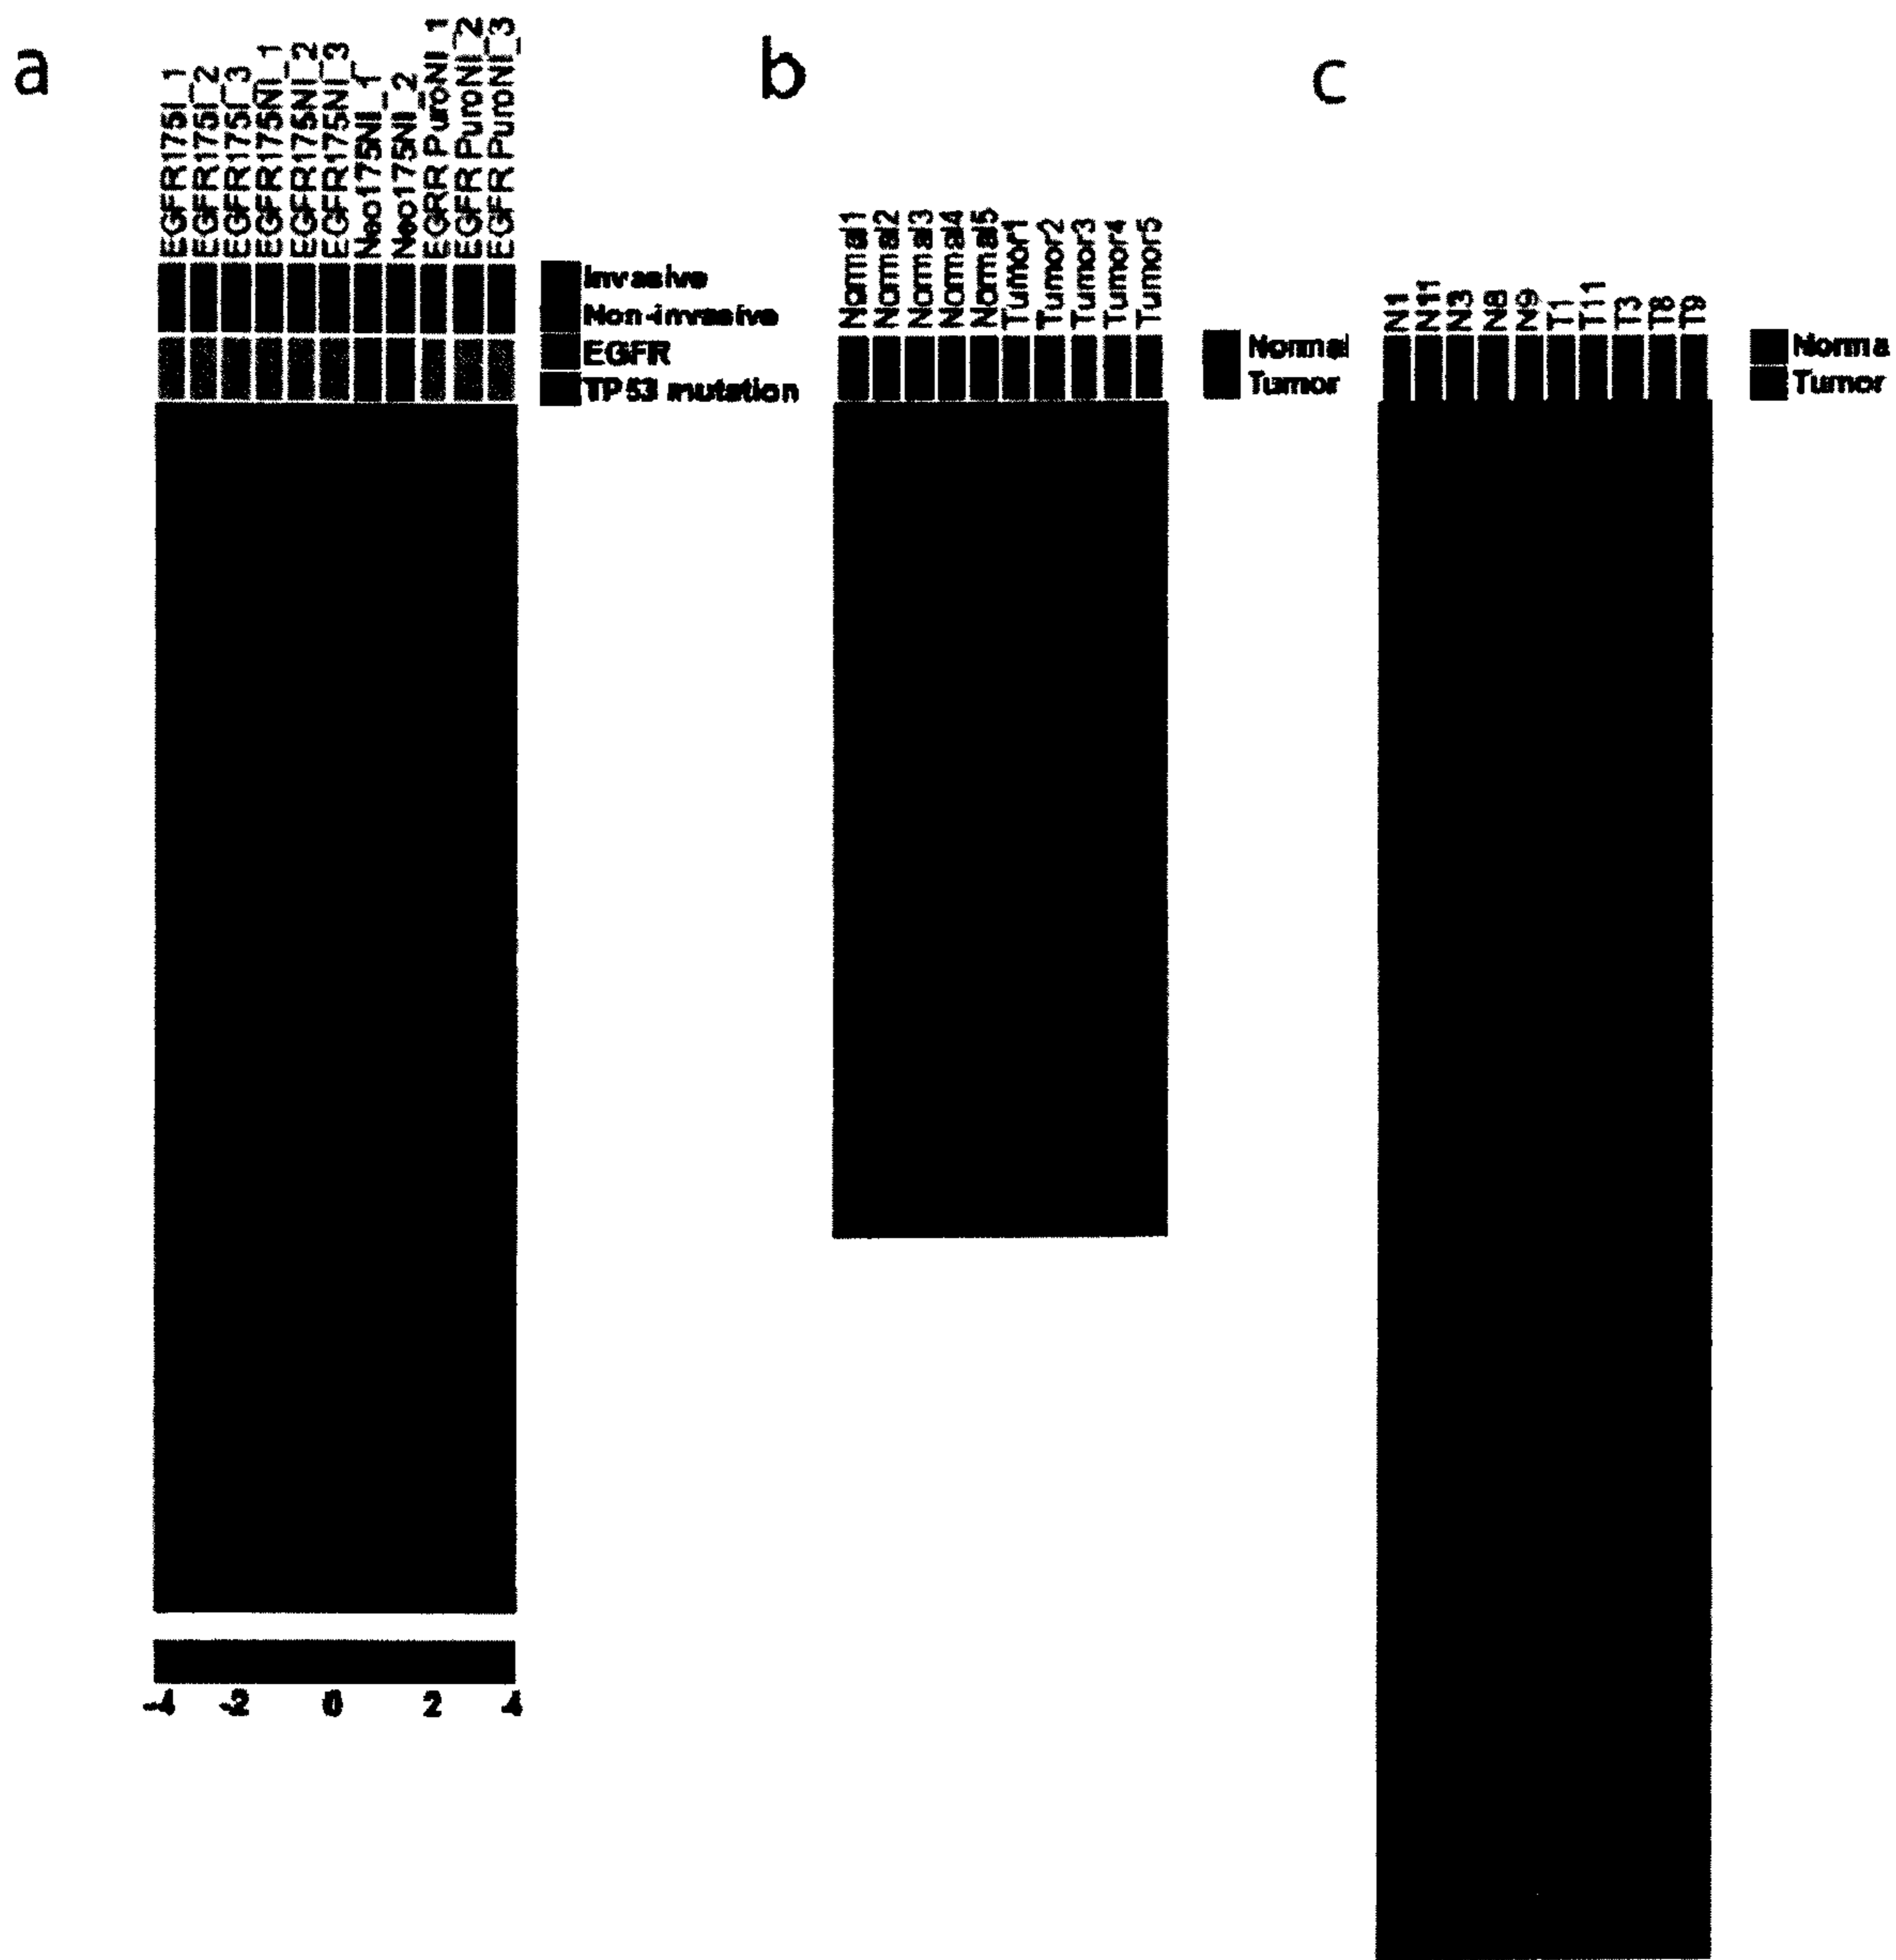 a
EGFR175I_1
EGFR175I_2
EGFR175I_3
EGFR175NI_1
EGFR175NI_2
EGFR175NI_3
Neo175NI_1
Neo175NI_2
EGRR PuroNI_1
EGFR PuroNI_2
EGFR PuroNI_3
Invasive
Non-invasive
EGFR
TP53 mutation
-4 -2 0 2 4
b
Normal1
Normal2
Normal3
Normal4
Normal5
Tumor1
Tumor2
Tumor3
Tumor4
Tumor5
Normal
Tumor
c
N1
N11
N3
N8
N9
T1
T11
T3
T8
T9
Norma
Tumor